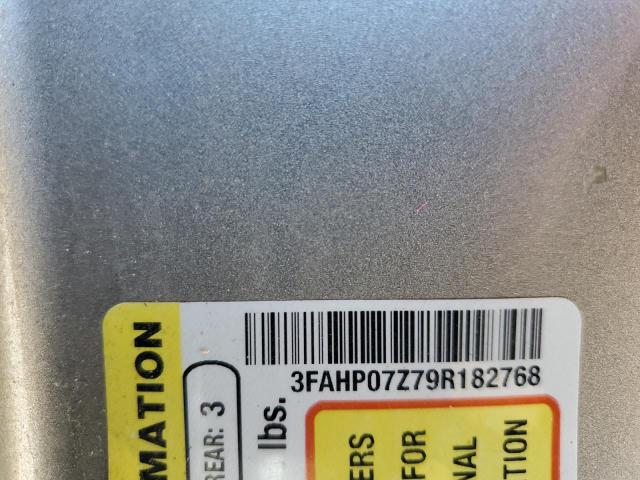 3FAHP07Z79R182768
MATION
REAR: 3
lbs.
ERS
FOR
NAL
TION